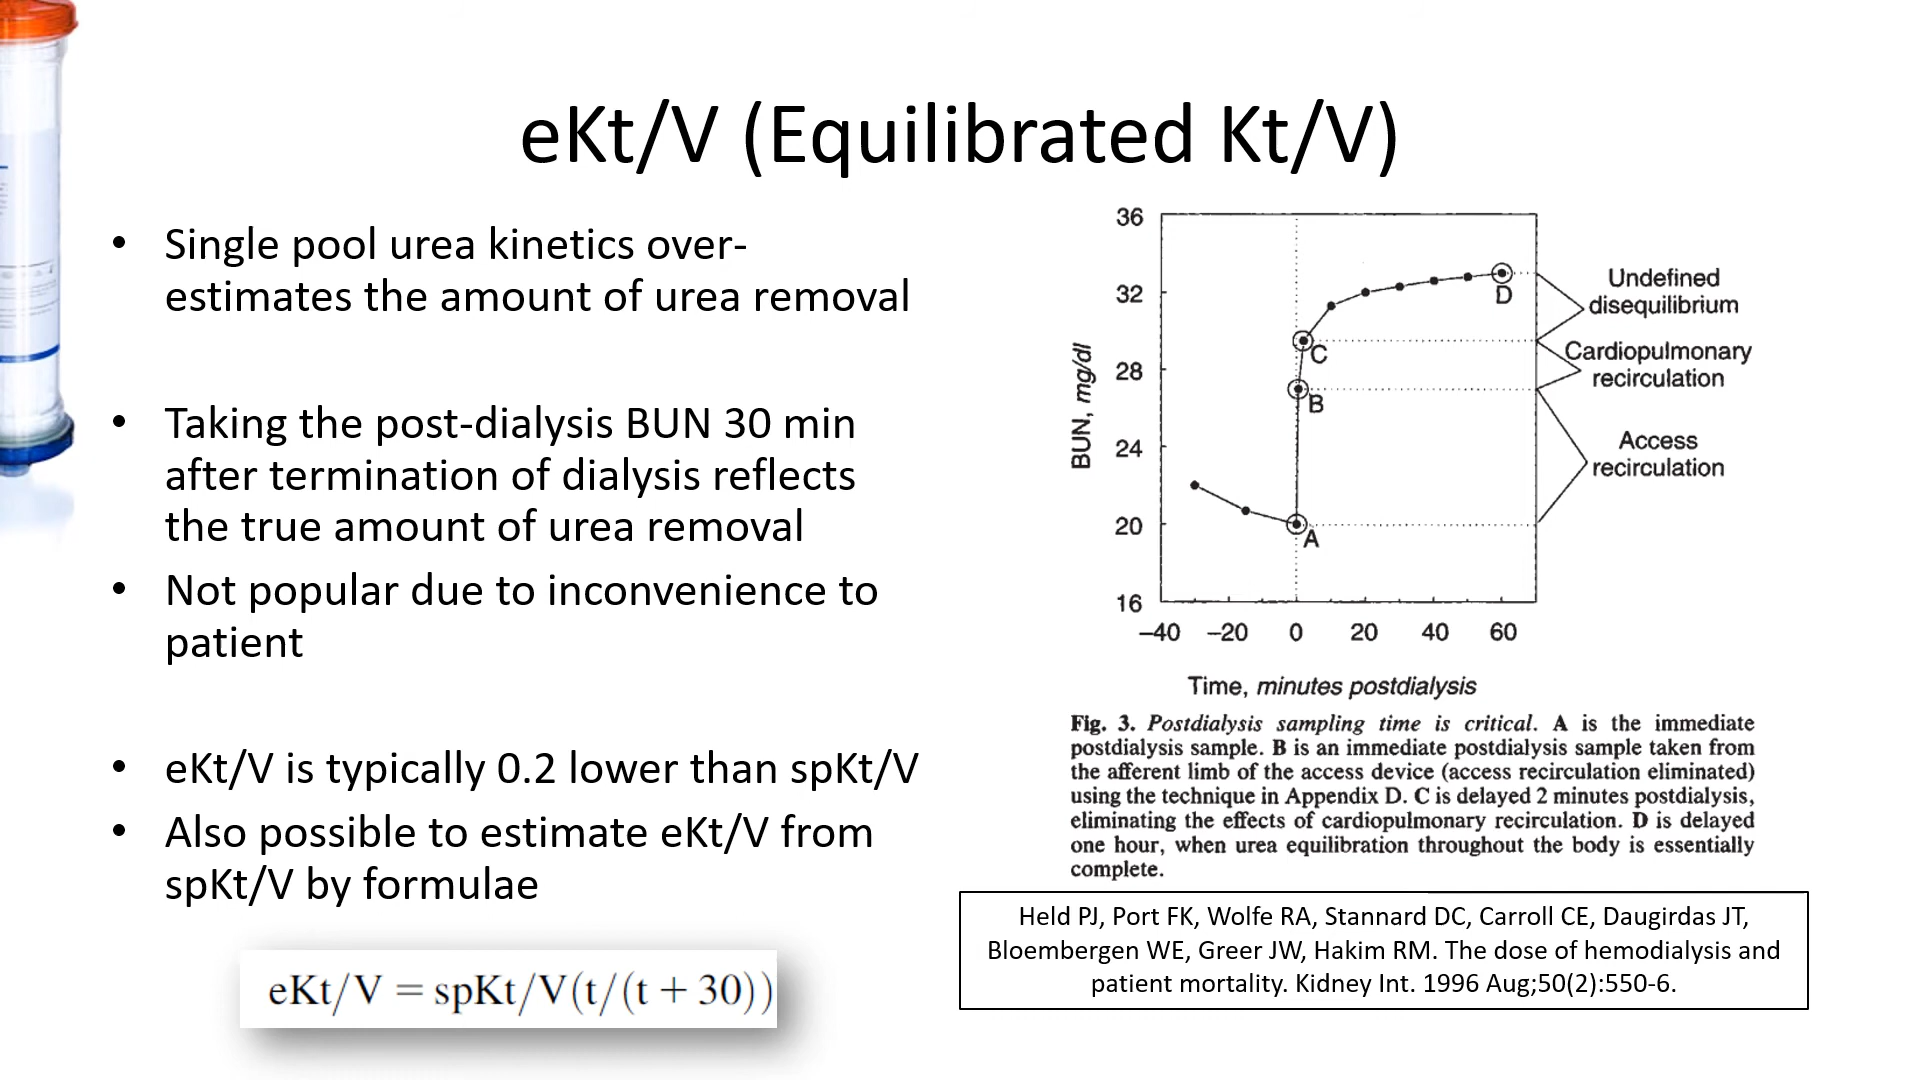 eKt/V (Equilibrated Kt/V)
• Single pool urea kinetics over-
estimates the amount of urea removal
• Taking the post-dialysis BUN 30 min
after termination of dialysis reflects
the true amount of urea removal
• Not popular due to inconvenience to
patient
• eKt/V is typically 0.2 lower than spKt/V
• Also possible to estimate eKt/V from
spKt/V by formulae
eKt/V = spKt/V(t/(t + 30))
36
32
28
24
20
16
BUN, mg/dl
–40 –20 0 20 40 60
Time, minutes postdialysis
A
B
C
D
Undefined
disequilibrium
Cardiopulmonary
recirculation
Access
recirculation
Fig. 3. Postdialysis sampling time is critical. A is the immediate
postdialysis sample. B is an immediate postdialysis sample taken from
the afferent limb of the access device (access recirculation eliminated)
using the technique in Appendix D. C is delayed 2 minutes postdialysis,
eliminating the effects of cardiopulmonary recirculation. D is delayed
one hour, when urea equilibration throughout the body is essentially
complete.
Held PJ, Port FK, Wolfe RA, Stannard DC, Carroll CE, Daugirdas JT,
Bloembergen WE, Greer JW, Hakim RM. The dose of hemodialysis and
patient mortality. Kidney Int. 1996 Aug;50(2):550-6.